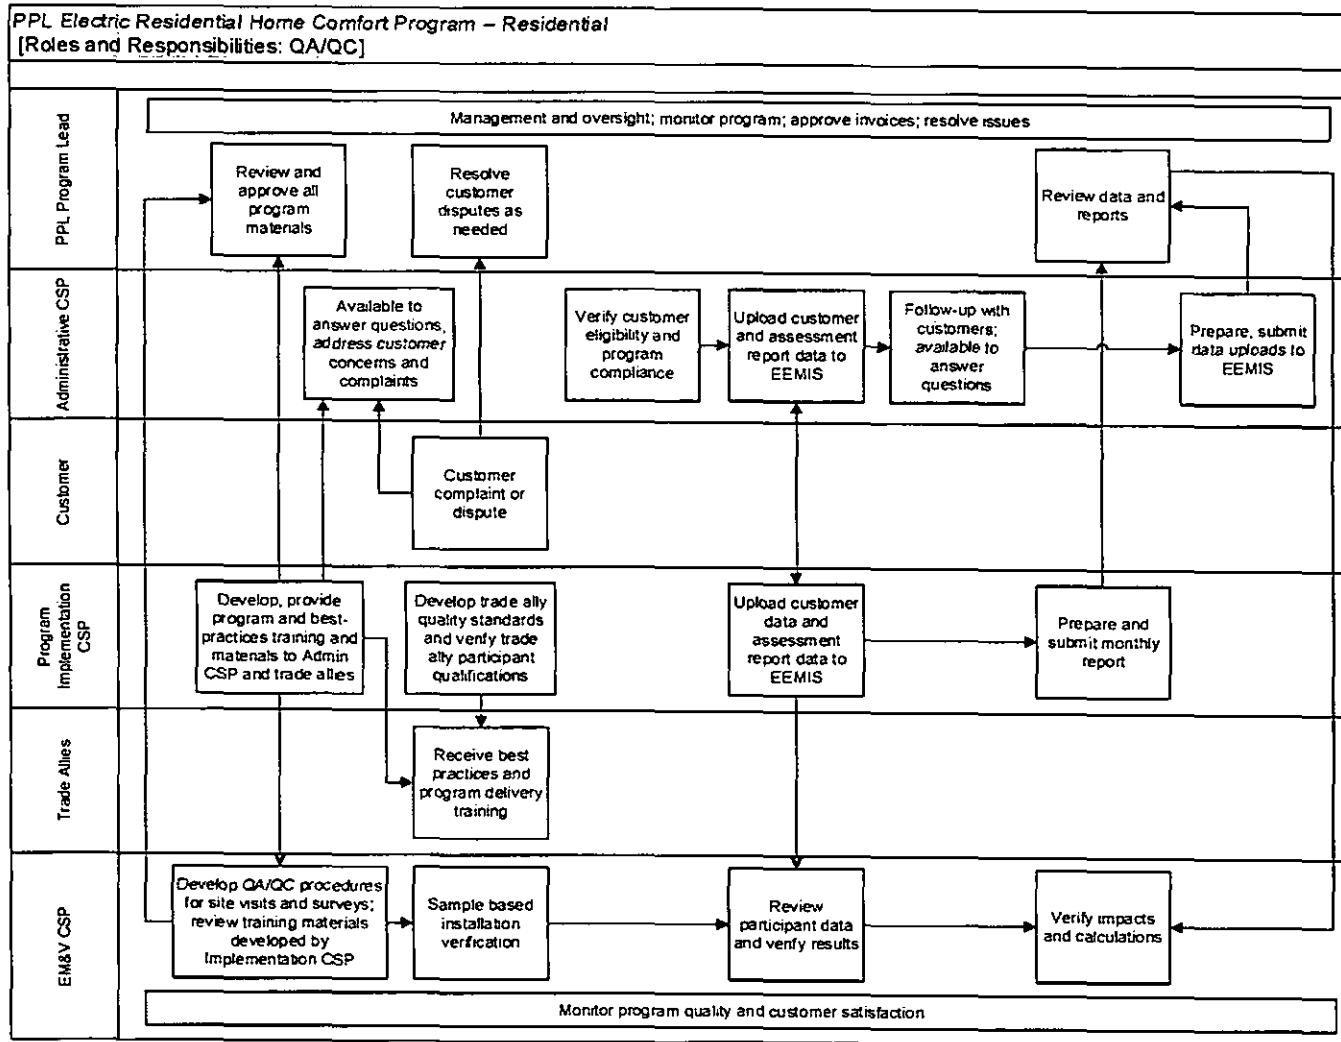 PPL Electric Residential Home Comfort Program – Residential
[Roles and Responsibilities: QA/QC]
PPL Program Lead
Management and oversight; monitor program; approve invoices; resolve issues
Review and
approve all
program
materials
Resolve
customer
disputes as
needed
Review data and
reports
Administrative CSP
Available to
answer questions,
address customer
concerns and
complaints
Verify customer
eligibility and
program
compliance
Upload customer
and assessment
report data to
EEMIS
Follow-up with
customers;
available to
answer
questions
Prepare, submit
data uploads to
EEMIS
Customer
Customer
complaint or
dispute
Program
Implementation
CSP
Develop, provide
program and best-
practices training and
materials to Admin
CSP and trade allies
Develop trade ally
quality standards
and verify trade
ally participant
qualifications
Upload customer
data and
assessment
report data to
EEMIS
Prepare and
submit monthly
report
Trade Allies
Receive best
practices and
program delivery
training
EM&V CSP
Develop QA/QC procedures
for site visits and surveys;
review training materials
developed by
Implementation CSP
Sample based
installation
verification
Review
participant data
and verify results
Verify impacts
and calculations
Monitor program quality and customer satisfaction